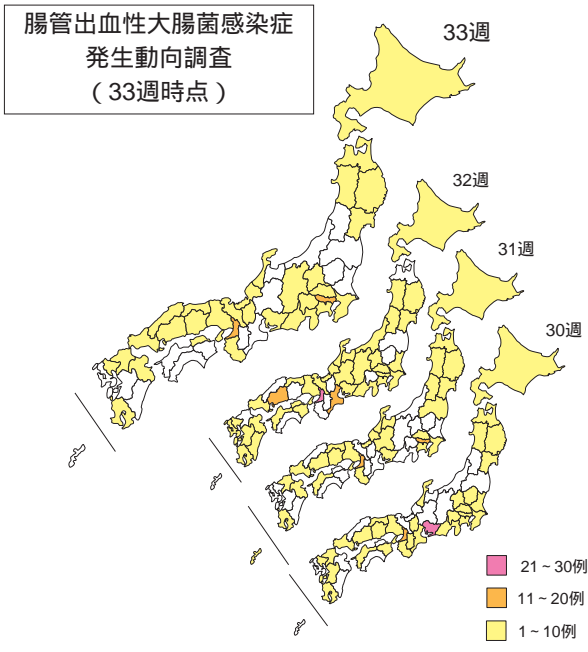 腸管出血性大腸菌感染症
発生動向調査
（33週時点）
33週
32週
31週
30週
21～30例
11～20例
1～10例